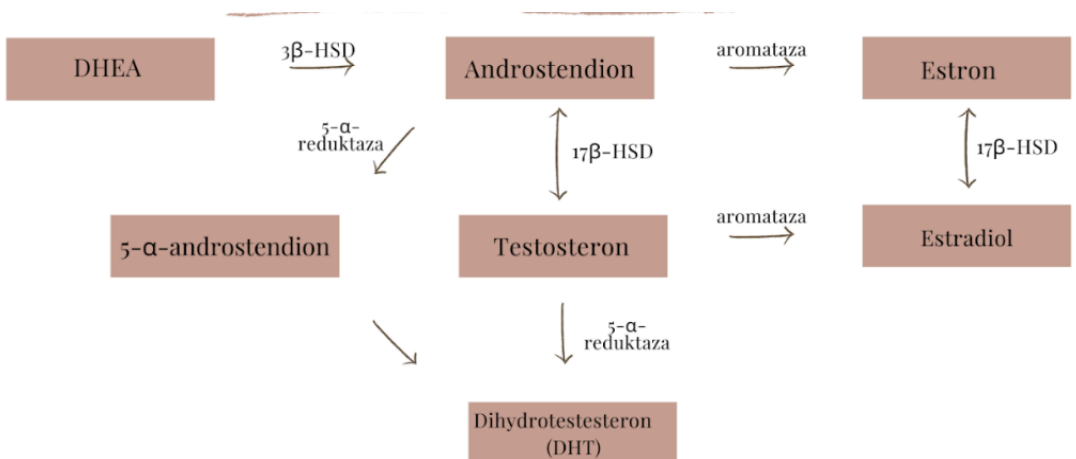 DHEA
3β-HSD
Androstendion
aromataza
Estron
5-α-
reduktaza
17β-HSD
17β-HSD
5-α-androstendion
Testosteron
aromataza
Estradiol
5-α-
reduktaza
Dihydrotestesteron
(DHT)